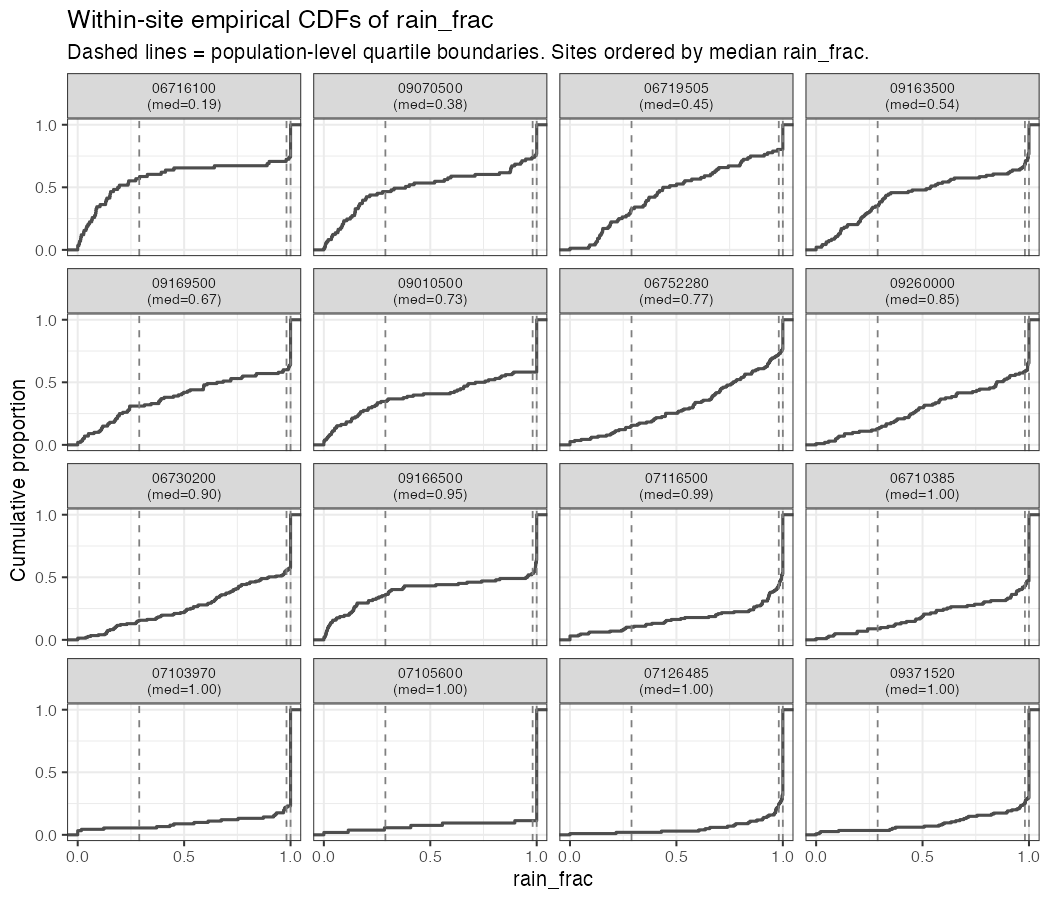 Within-site empirical CDFs of rain_frac
Dashed lines = population-level quartile boundaries. Sites ordered by median rain_frac.
06716100
(med=0.19)
09070500
(med=0.38)
06719505
(med=0.45)
09163500
(med=0.54)
1.0
0.5
0.0
09169500
(med=0.67)
09010500
(med=0.73)
06752280
(med=0.77)
09260000
(med=0.85)
1.0
0.5
0.0
Cumulative proportion
06730200
(med=0.90)
09166500
(med=0.95)
07116500
(med=0.99)
06710385
(med=1.00)
1.0
0.5
0.0
07103970
(med=1.00)
07105600
(med=1.00)
07126485
(med=1.00)
09371520
(med=1.00)
1.0
0.5
0.0
0.0 0.5 1.0 0.0 0.5 1.0 0.0 0.5 1.0 0.0 0.5 1.0
rain_frac